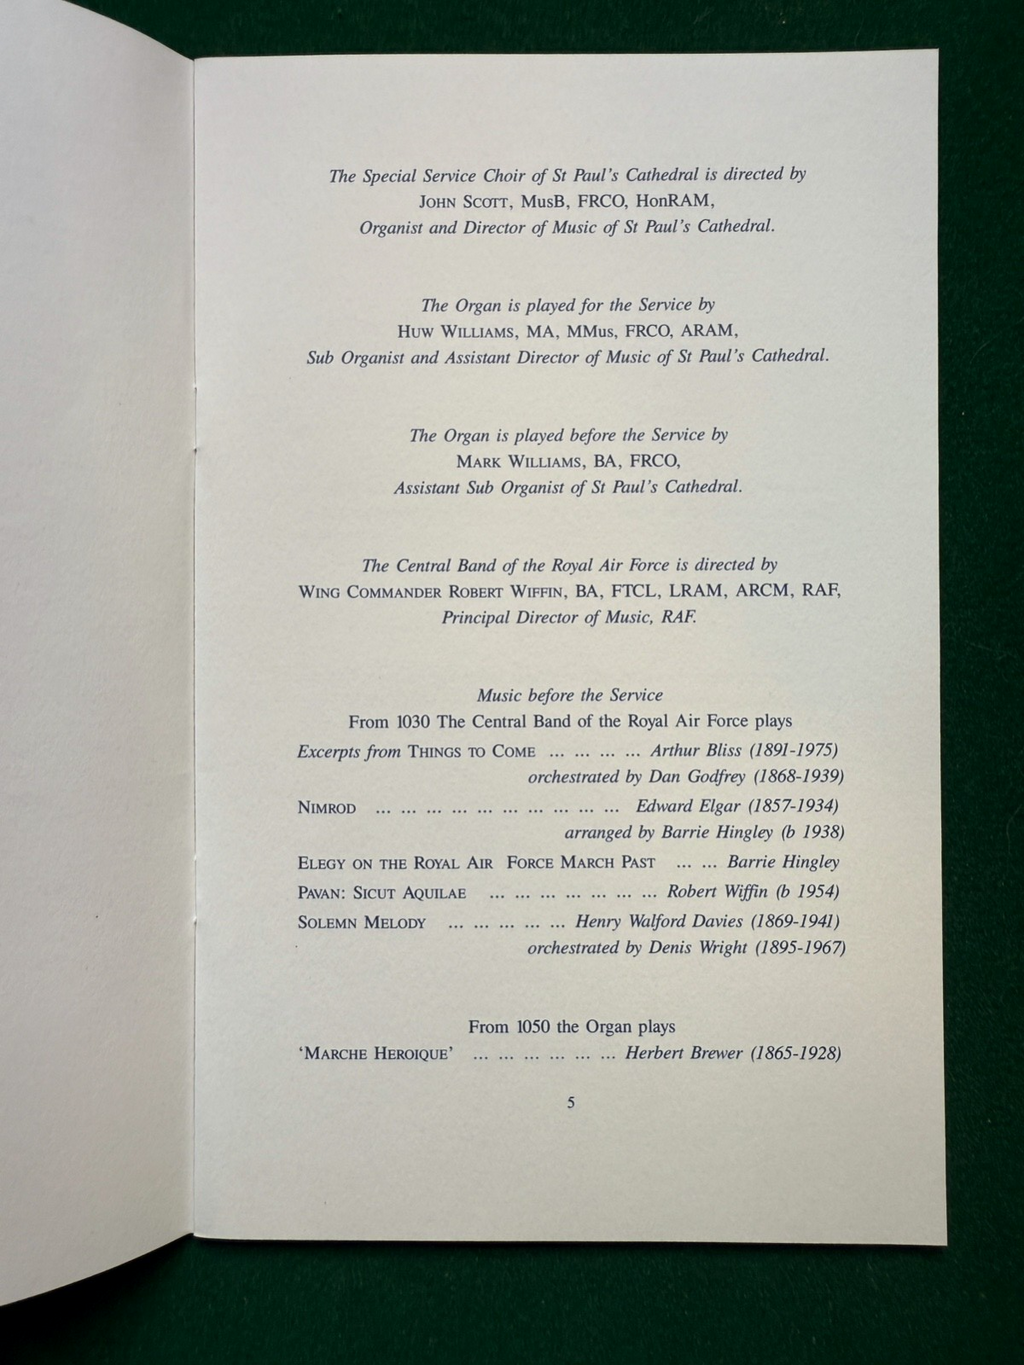 The Special Service Choir of St Paul's Cathedral is directed by
JOHN SCOTT, MusB, FRCO, HonRAM,
Organist and Director of Music of St Paul's Cathedral.
The Organ is played for the Service by
HUW WILLIAMS, MA, MMus, FRCO, ARAM,
Sub Organist and Assistant Director of Music of St Paul's Cathedral.
The Organ is played before the Service by
MARK WILLIAMS, BA, FRCO,
Assistant Sub Organist of St Paul's Cathedral.
The Central Band of the Royal Air Force is directed by
WING COMMANDER ROBERT WIFFIN, BA, FTCL, LRAM, ARCM, RAF,
Principal Director of Music, RAF.
Music before the Service
From 1030 The Central Band of the Royal Air Force plays
Excerpts from THINGS TO COME ... ... ... ... Arthur Bliss (1891-1975)
orchestrated by Dan Godfrey (1868-1939)
NIMROD ... ... ... ... ... ... ... ... ... ... Edward Elgar (1857-1934)
arranged by Barrie Hingley (b 1938)
ELEGY ON THE ROYAL AIR FORCE MARCH PAST ... ... Barrie Hingley
PAVAN: SICUT AQUILAE ... ... ... ... ... ... ... Robert Wiffin (b 1954)
SOLEMN MELODY ... ... ... ... ... Henry Walford Davies (1869-1941)
orchestrated by Denis Wright (1895-1967)
From 1050 the Organ plays
'MARCHE HEROIQUE' ... ... ... ... ... ... Herbert Brewer (1865-1928)
5